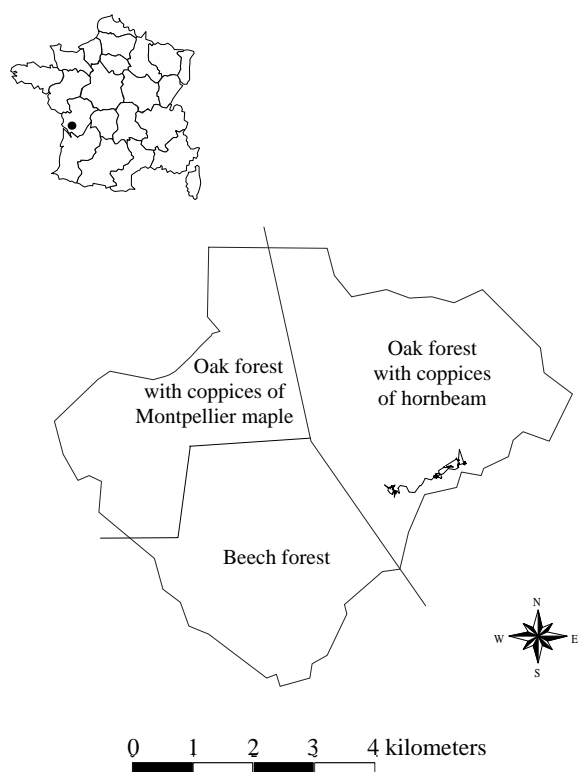 Oak forest
with coppices of
Montpellier maple
Oak forest
with coppices
of hornbeam
Beech forest
N
W
E
S
0 1 2 3 4 kilometers